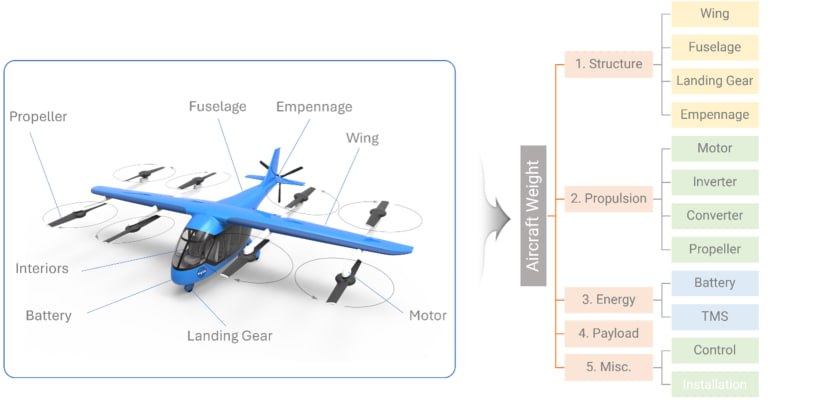 Propeller
Fuselage
Empennage
Wing
Interiors
Battery
Landing Gear
Motor
Aircraft Weight
1. Structure
Wing
Fuselage
Landing Gear
Empennage
2. Propulsion
Motor
Inverter
Converter
Propeller
3. Energy
Battery
TMS
4. Payload
5. Misc.
Control
Installation